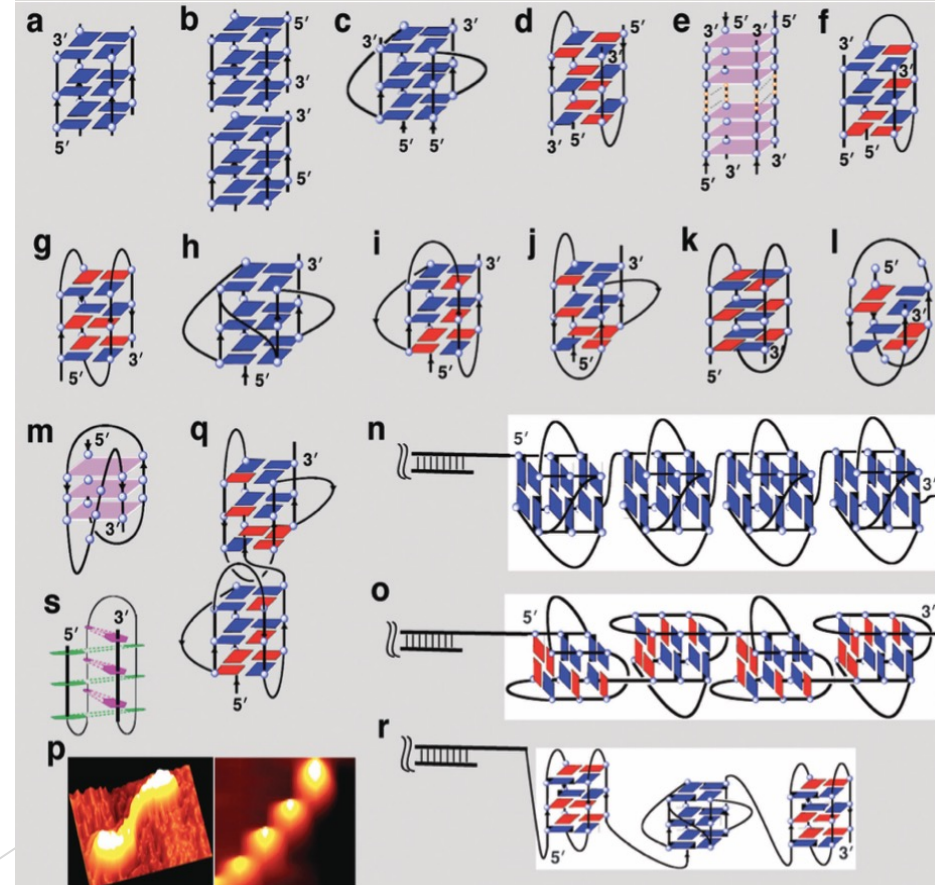 a
3′
5′
b
3′
3′
5′
c
3′
3′
5′ 5′
d
5′
3′
3′ 5′
e
3′ 5′ 5′
5′ 3′ 3′
f
3′
3′
5′
5′
g
5′
3′
h
3′
5′
i
3′
5′
j
3′
5′
k
5′
3′
l
5′
3′
m
5′
3′
q
3′
5′
n
5′
3′
s
5′ 3′
o
5′
3′
p
r
5′
3′